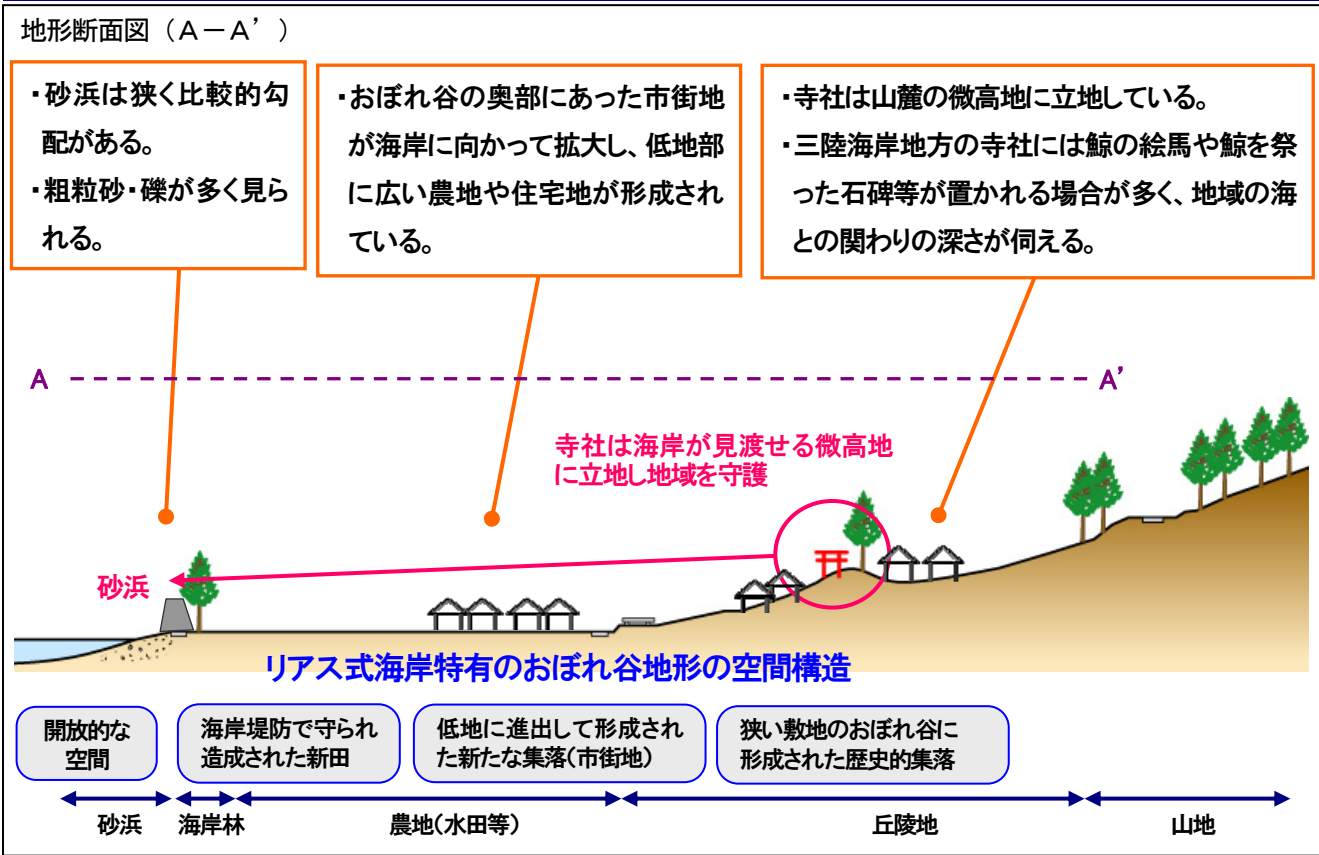 地形断面図（A－A’）
・砂浜は狭く比較的勾
配がある。
・粗粒砂・礫が多く見ら
れる。
・おぼれ谷の奥部にあった市街地
が海岸に向かって拡大し、低地部
に広い農地や住宅地が形成され
ている。
・寺社は山麓の微高地に立地している。
・三陸海岸地方の寺社には鯨の絵馬や鯨を祭
った石碑等が置かれる場合が多く、地域の海
との関わりの深さが伺える。
A
A’
寺社は海岸が見渡せる微高地
に立地し地域を守護
砂浜
リアス式海岸特有のおぼれ谷地形の空間構造
開放的な
空間
海岸堤防で守られ
造成された新田
低地に進出して形成され
た新たな集落(市街地)
狭い敷地のおぼれ谷に
形成された歴史的集落
砂浜
海岸林
農地(水田等)
丘陵地
山地